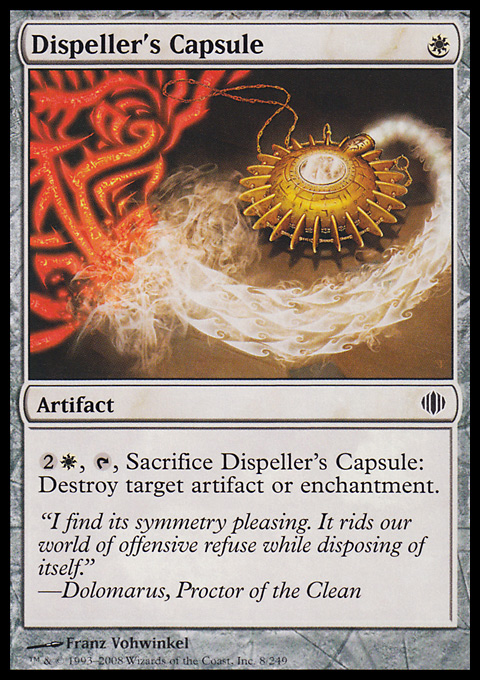 Dispeller's Capsule
Artifact
2 , , Sacrifice Dispeller's Capsule:
Destroy target artifact or enchantment.
"I find its symmetry pleasing. It rids our
world of offensive refuse while disposing of
itself."
—Dolomarus, Proctor of the Clean
Franz Vohwinkel
™ & © 1993–2008 Wizards of the Coast, Inc. 8/249